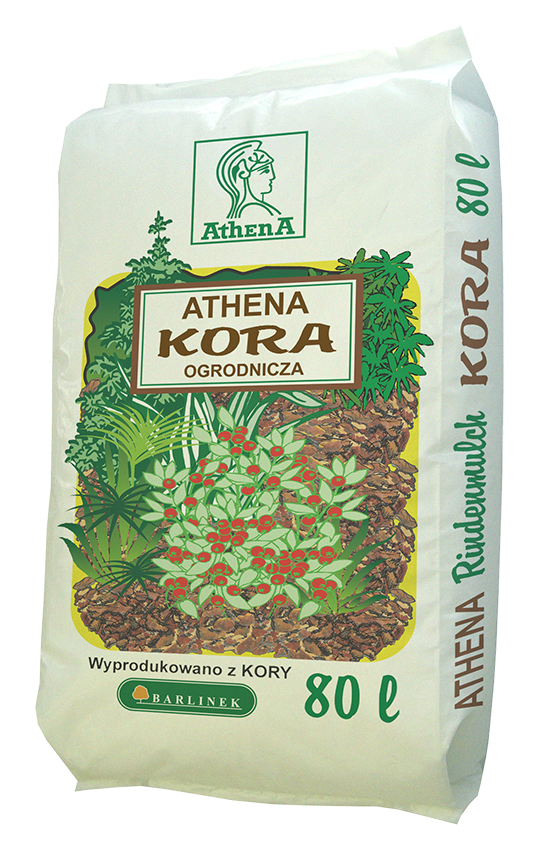 AthenA
ATHENA
KORA
OGRODNICZA
Wyprodukowano z KORY
BARLINEK
80 l
ATHENA Rindenmulch KORA 80 l